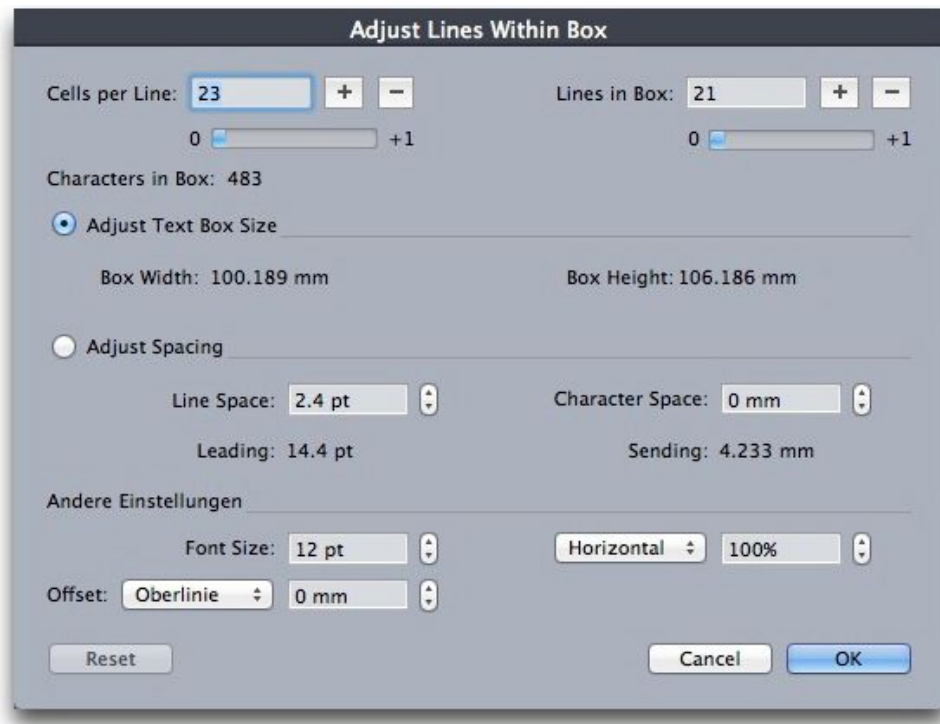 Adjust Lines Within Box
Cells per Line: 23 + − Lines in Box: 21 + −
0 +1 0 +1
Characters in Box: 483
Adjust Text Box Size
Box Width: 100.189 mm Box Height: 106.186 mm
Adjust Spacing
Line Space: 2.4 pt Character Space: 0 mm
Leading: 14.4 pt Sending: 4.233 mm
Andere Einstellungen
Font Size: 12 pt Horizontal 100%
Offset: Oberlinie 0 mm
Reset Cancel OK